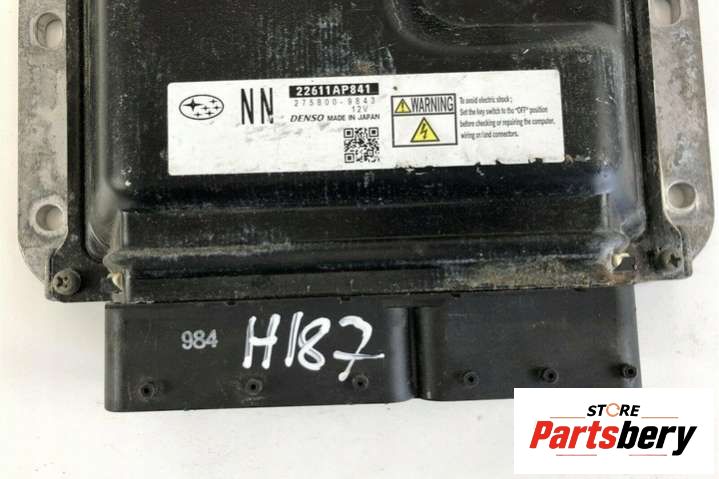 NN
22611AP841
275800-9843
12V
DENSO MADE IN JAPAN
WARNING
To avoid electric shock ;
Set the key switch to the "OFF" position
before checking or repairing the computer,
wiring and connectors.
984
H187
STORE
Partsbery